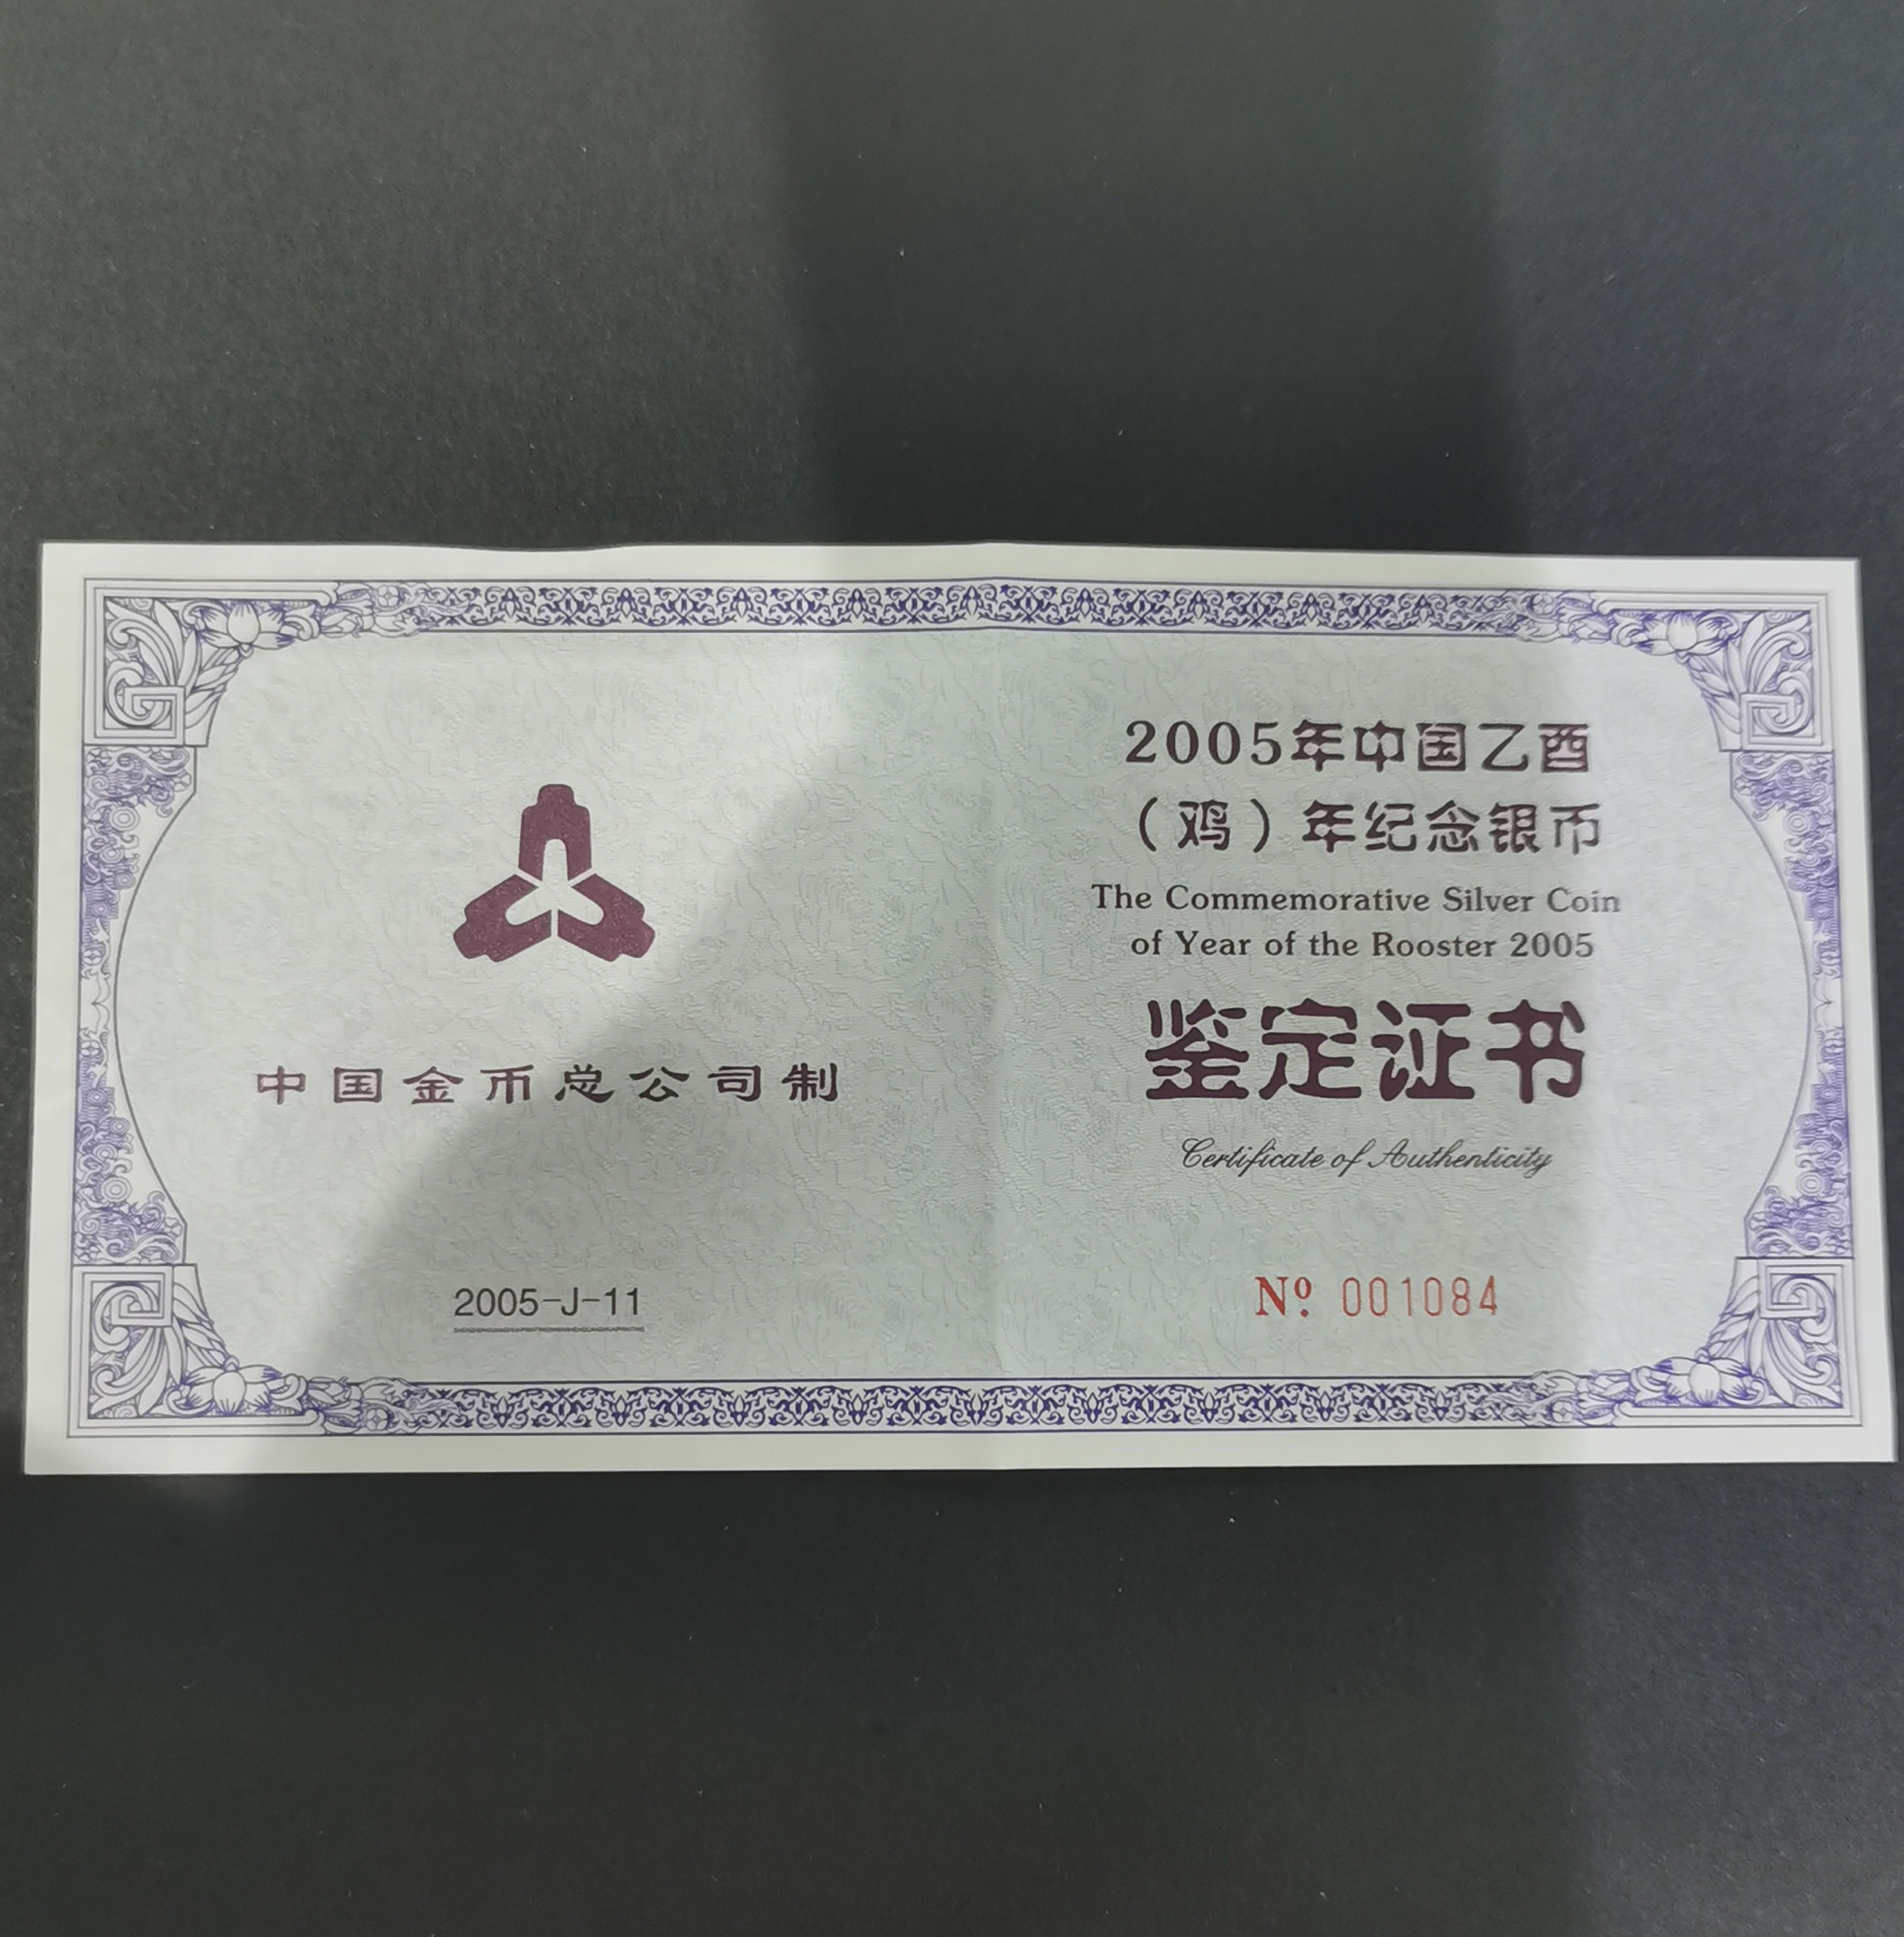 中国金币总公司制
2005-J-11
2005年中国乙酉
（鸡）年纪念银币
The Commemorative Silver Coin
of Year of the Rooster 2005
鉴定证书
Certificate of Authenticity
Nº. 001084